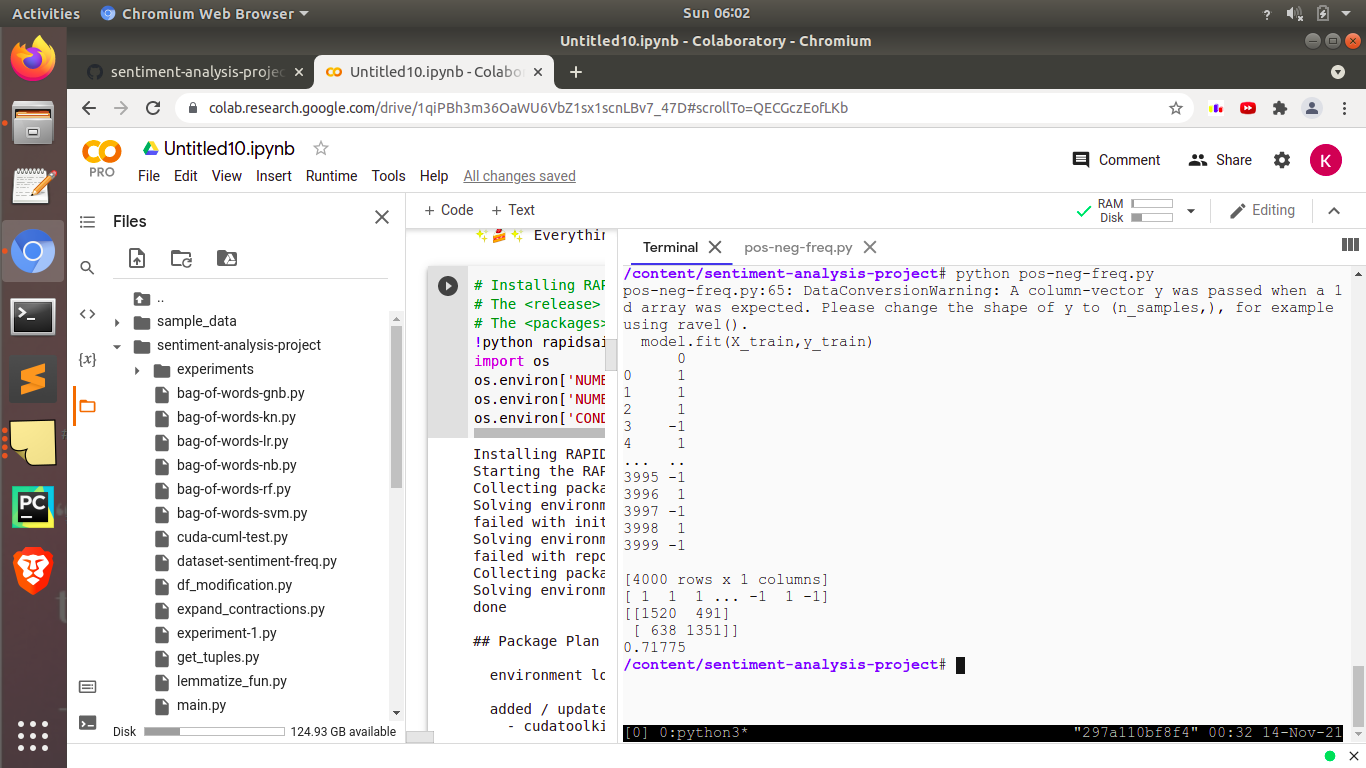 Activities Chromium Web Browser Sun 06:02 ?
Untitled10.ipynb - Colaboratory - Chromium
sentiment-analysis-projec Untitled10.ipynb - Colabor
colab.research.google.com/drive/1qiPBh3m36OaWU6VbZ1sx1scnLBv7_47D#scrollTo=QECGczEofLKb
PRO
Untitled10.ipynb
File Edit View Insert Runtime Tools Help All changes saved
Comment Share K
Files
+ Code + Text
RAM
Disk
Editing
..
sample_data
sentiment-analysis-project
experiments
bag-of-words-gnb.py
bag-of-words-kn.py
bag-of-words-lr.py
bag-of-words-nb.py
bag-of-words-rf.py
bag-of-words-svm.py
cuda-cuml-test.py
dataset-sentiment-freq.py
df_modification.py
expand_contractions.py
experiment-1.py
get_tuples.py
lemmatize_fun.py
main.py
Disk 124.93 GB available
{x}
Everythin
# Installing RAP
# The <release>
# The <packages>
!python rapidsai
import os
os.environ['NUMB
os.environ['NUMB
os.environ['COND
Installing RAPID
Starting the RAP
Collecting packa
Solving environm
failed with init
Solving environm
failed with repo
Collecting packa
Solving environm
done
## Package Plan
environment lo
added / update
- cudatoolki
Terminal pos-neg-freq.py
/content/sentiment-analysis-project# python pos-neg-freq.py
pos-neg-freq.py:65: DataConversionWarning: A column-vector y was passed when a 1
d array was expected. Please change the shape of y to (n_samples,), for example
using ravel().
model.fit(X_train,y_train)
0
0 1
1 1
2 1
3 -1
4 1
... ..
3995 -1
3996 1
3997 -1
3998 1
3999 -1
[4000 rows x 1 columns]
[ 1 1 1 ... -1 1 -1]
[[1520 491]
[ 638 1351]]
0.71775
/content/sentiment-analysis-project#
[0] 0:python3* "297a110bf8f4" 00:32 14-Nov-21
PC